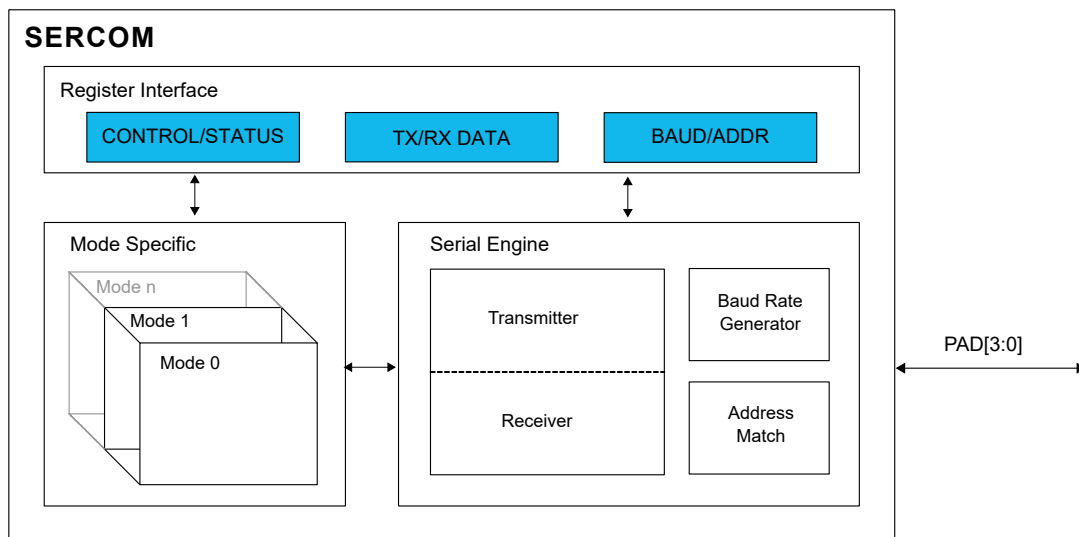 SERCOM
Register Interface
CONTROL/STATUS
TX/RX DATA
BAUD/ADDR
Mode Specific
Mode n
Mode 1
Mode 0
Serial Engine
Transmitter
Receiver
Baud Rate
Generator
Address
Match
PAD[3:0]